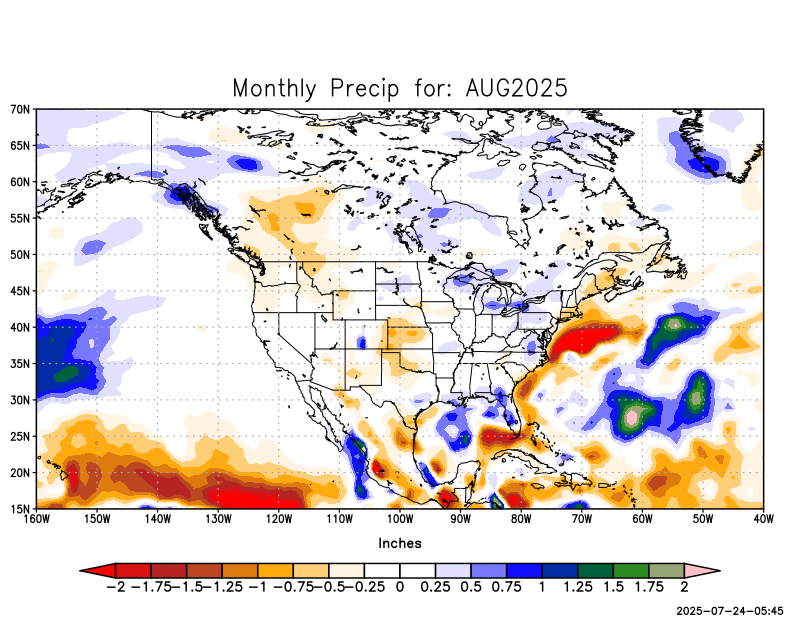 Monthly Precip for: AUG2025
70N
65N
60N
55N
50N
45N
40N
35N
30N
25N
20N
15N
160W 150W 140W 130W 120W 110W 100W 90W 80W 70W 60W 50W 40W
Inches
-2 -1.75 -1.5 -1.25 -1 -0.75 -0.5 -0.25 0 0.25 0.5 0.75 1 1.25 1.5 1.75 2
2025-07-24-05:45